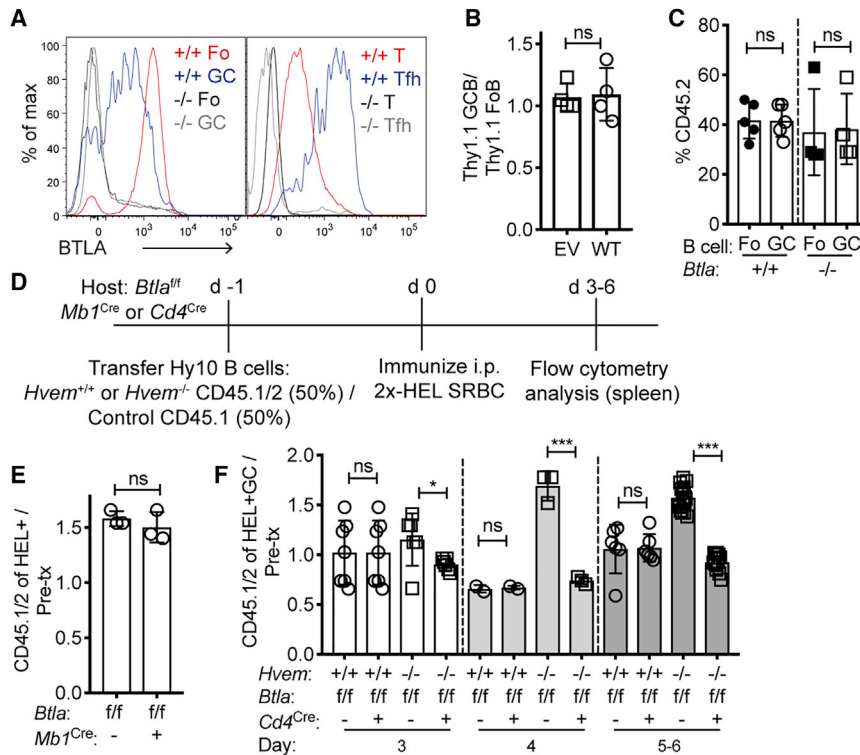 A
% of max
100
80
60
40
20
0
+/+ Fo
+/+ GC
-/- Fo
-/- GC
+/+ T
+/+ Tfh
-/- T
-/- Tfh
0 10³ 10⁴ 10⁵
0 10³ 10⁴ 10⁵
BTLA
B
Thy1.1 GCB/
Thy1.1 FoB
1.5
1.0
0.5
0.0
ns
EV WT
C
% CD45.2
80
60
40
20
0
ns ns
B cell: Fo GC Fo GC
Btla: +/+ -/-
D
Host: Btla^f/f
Mb1^Cre or Cd4^Cre
d -1 d 0 d 3-6
Transfer Hy10 B cells:
Hvem^+/+ or Hvem^-/- CD45.1/2 (50%) /
Control CD45.1 (50%)
Immunize i.p.
2x-HEL SRBC
Flow cytometry
analysis (spleen)
E
CD45.1/2 of HEL+ /
Pre-tx
1.5
1.0
0.5
0.0
ns
Btla: f/f f/f
Mb1^Cre: - +
F
CD45.1/2 of HEL+GC /
Pre-tx
2.0
1.5
1.0
0.5
0.0
ns * ns *** ns ***
Hvem: +/+ +/+ -/- -/- +/+ +/+ -/- -/- +/+ +/+ -/- -/-
Btla: f/f f/f f/f f/f f/f f/f f/f f/f f/f f/f f/f f/f
Cd4^Cre: - + - + - + - + - + - +
Day: 3 4 5-6